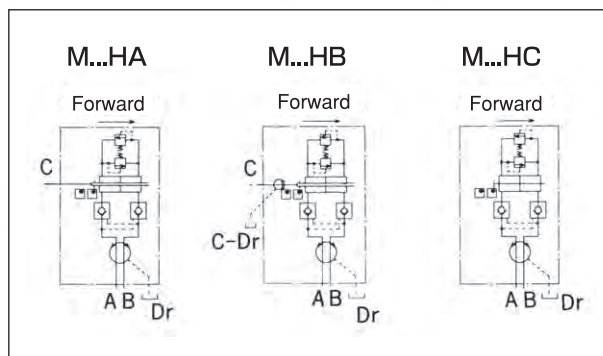 M...HA M...HB M...HC
Forward Forward Forward
C C
C-Dr
A B Dr A B Dr A B Dr